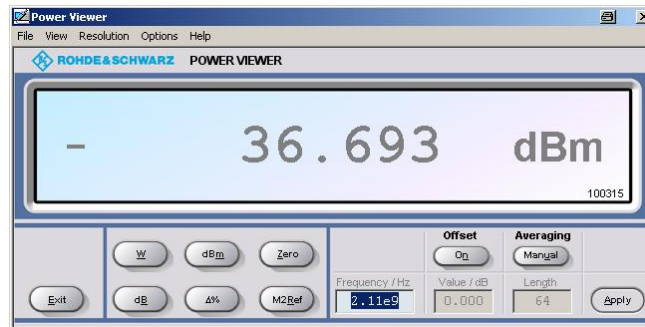 Power Viewer
File View Resolution Options Help
ROHDE&SCHWARZ POWER VIEWER
- 36.693 dBm
100315
Offset Averaging
W dBm Zero On Manual
Frequency / Hz Value / dB Length
Exit dB Δ% M2Ref 2.11e9 0.000 64 Apply